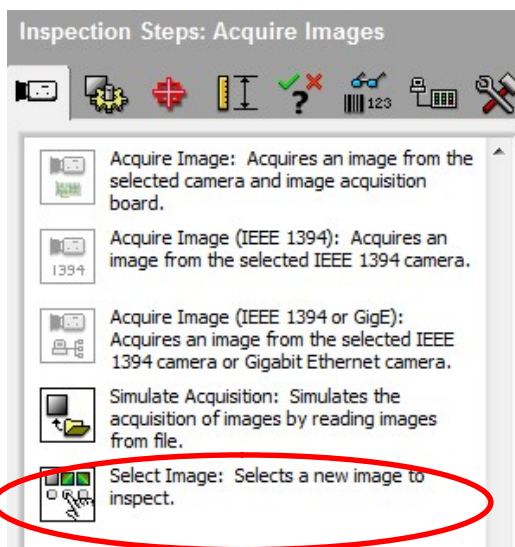 Inspection Steps: Acquire Images
? 123
Acquire Image: Acquires an image from the
selected camera and image acquisition
board.
Acquire Image (IEEE 1394): Acquires an
image from the selected IEEE 1394 camera.
1394
Acquire Image (IEEE 1394 or GigE):
Acquires an image from the selected IEEE
1394 camera or Gigabit Ethernet camera.
Simulate Acquisition: Simulates the
acquisition of images by reading images
from file.
Select Image: Selects a new image to
inspect.